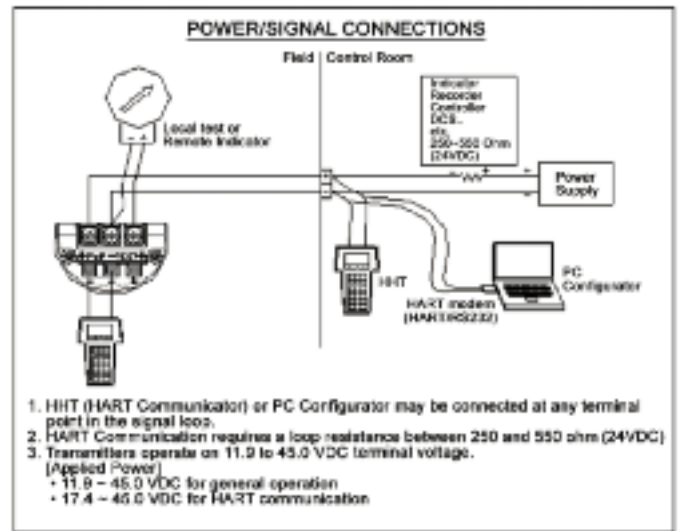 POWER/SIGNAL CONNECTIONS
Field | Control Room
Indicator
Recorder
Controller
DCS..
etc.
250~550 Ohm
(24VDC)
Local test or
Remote Indicator
Power
Supply
HHT
PC
Configurator
HART modem
(HART/RS232)
1. HHT (HART Communicator) or PC Configurator may be connected at any terminal
point in the signal loop.
2. HART Communication requires a loop resistance between 250 and 550 ohm (24VDC)
3. Transmitters operate on 11.9 to 45.0 VDC terminal voltage.
[Applied Power]
• 11.9 ~ 45.0 VDC for general operation
• 17.4 ~ 45.0 VDC for HART communication